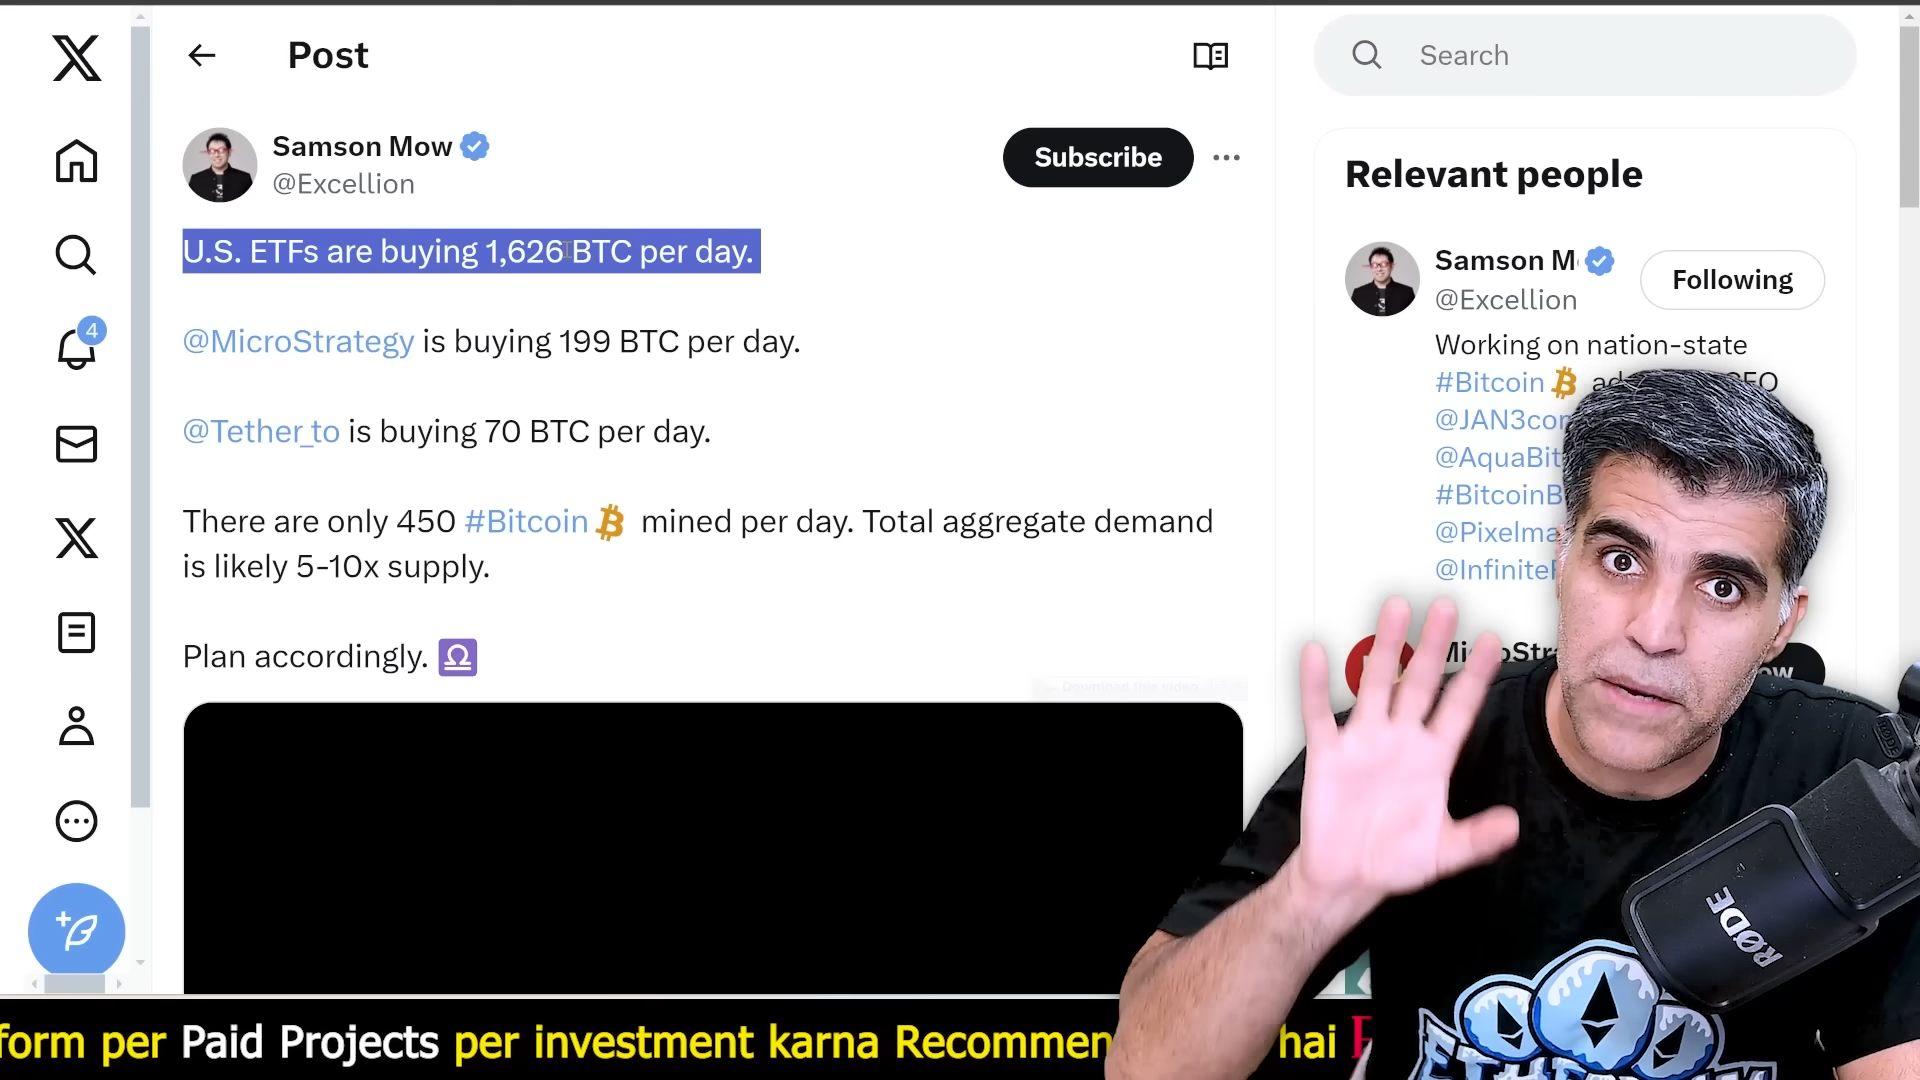 Post
Search
Samson Mow
@Excellion
Subscribe
U.S. ETFs are buying 1,626 BTC per day.
@MicroStrategy is buying 199 BTC per day.
@Tether_to is buying 70 BTC per day.
There are only 450 #Bitcoin mined per day. Total aggregate demand
is likely 5-10x supply.
Plan accordingly. ♎
Relevant people
Samson M
@Excellion
Following
Working on nation-state
#Bitcoin
@JAN3com
@AquaBit
#BitcoinB
@Pixelma
@Infinite
4
RØDE
form per Paid Projects per investment karna Recommen hai